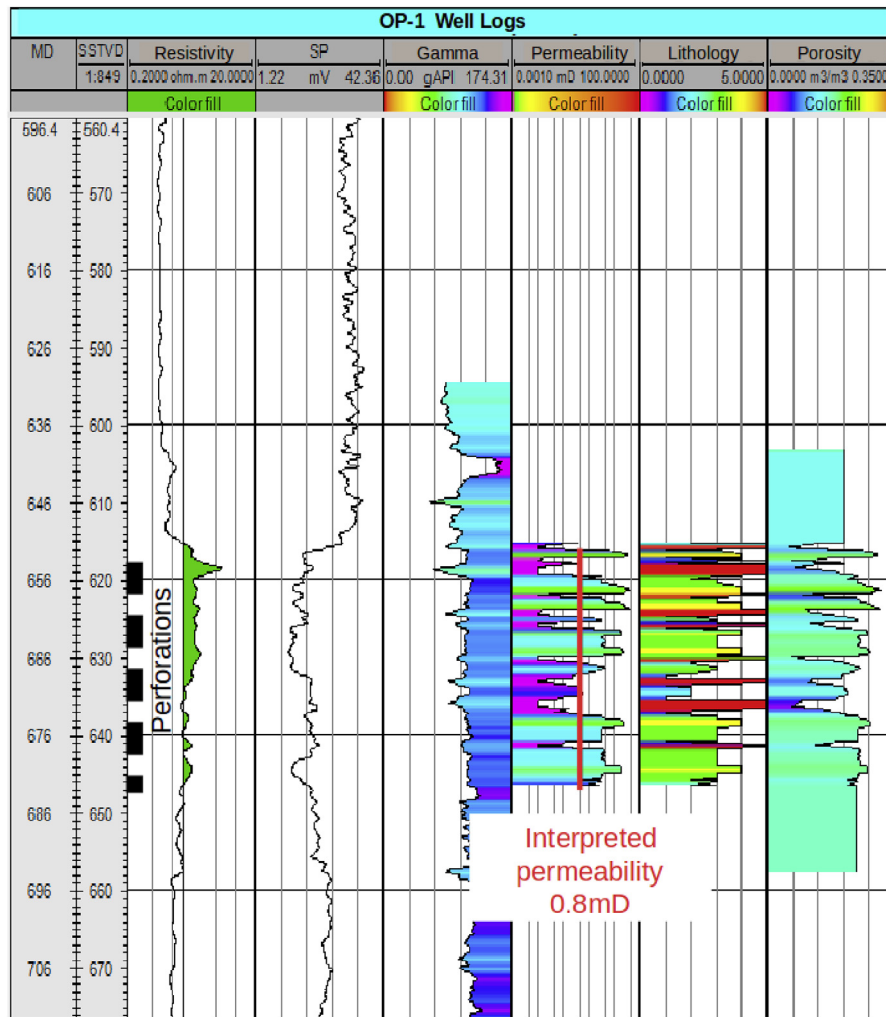 OP-1 Well Logs
MD SSTVD Resistivity SP Gamma Permeability Lithology Porosity
1:849 0.2000 ohm.m 20.0000 1.22 mV 42.36 0.00 gAPI 174.31 0.0010 mD 100.0000 0.0000 5.0000 0.0000 m3/m3 0.3500
Color fill Color fill Color fill Color fill Color fill
596.4 560.4
606 570
616 580
626 590
636 600
646 610
656 620
666 630
676 640
686 650
696 660
706 670
Perforations
Interpreted
permeability
0.8mD